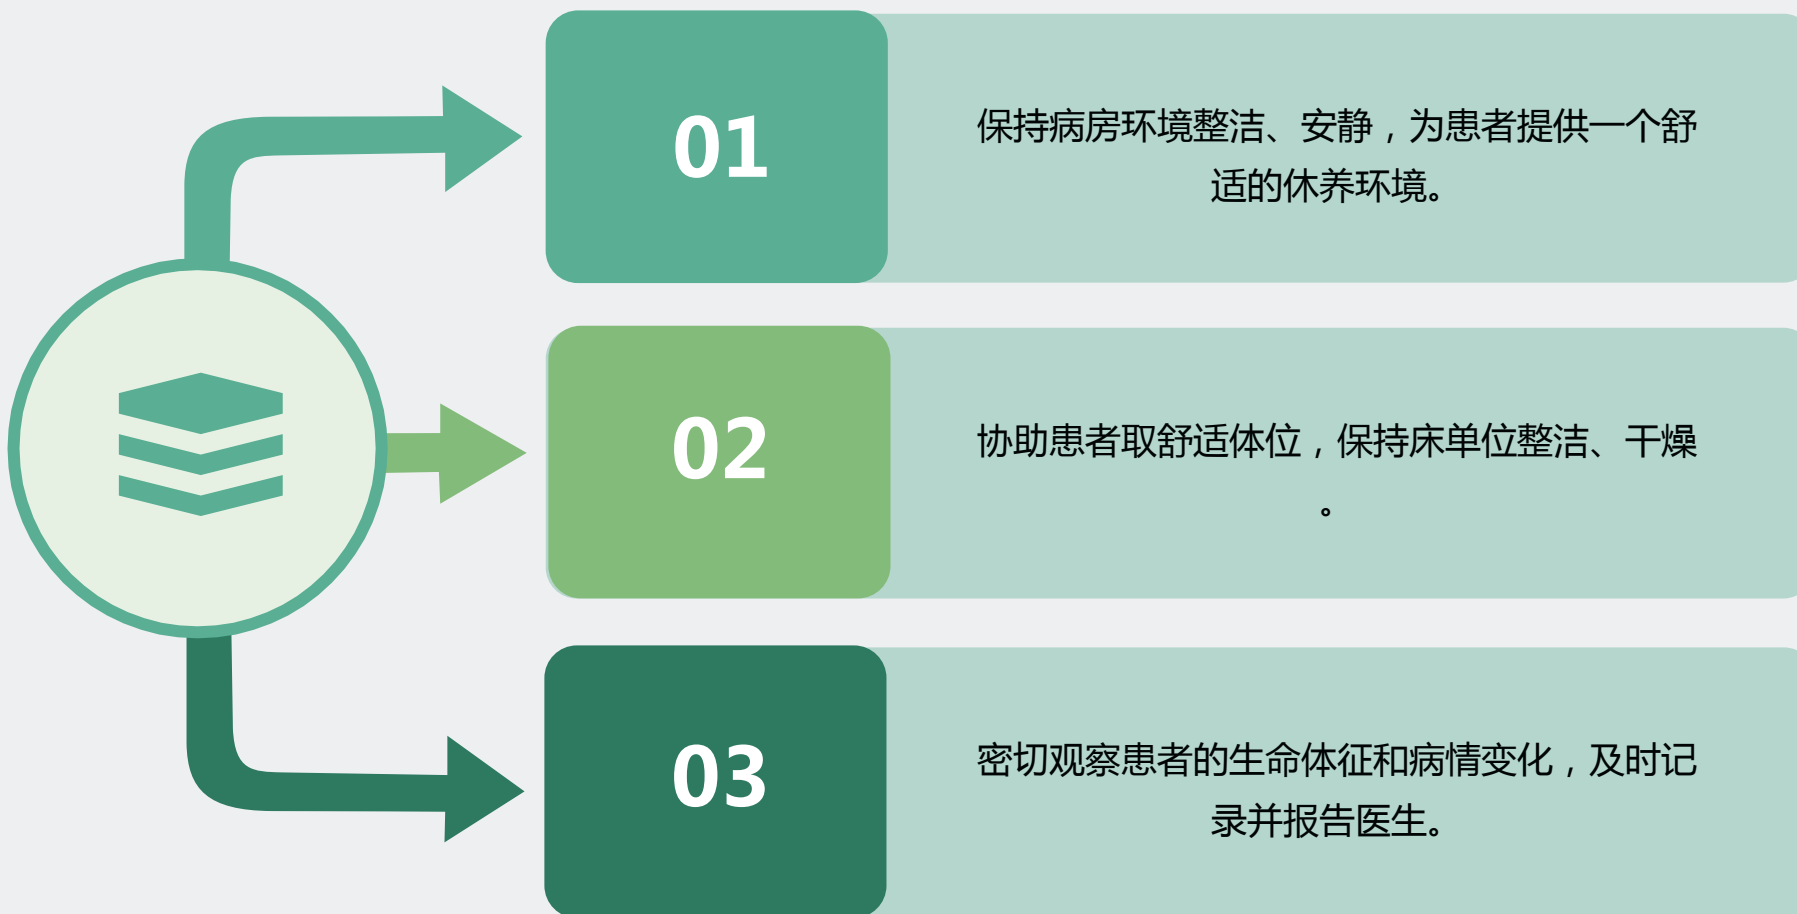 01
保持病房环境整洁、安静，为患者提供一个舒
适的休养环境。
02
协助患者取舒适体位，保持床单位整洁、干燥
。
03
密切观察患者的生命体征和病情变化，及时记
录并报告医生。